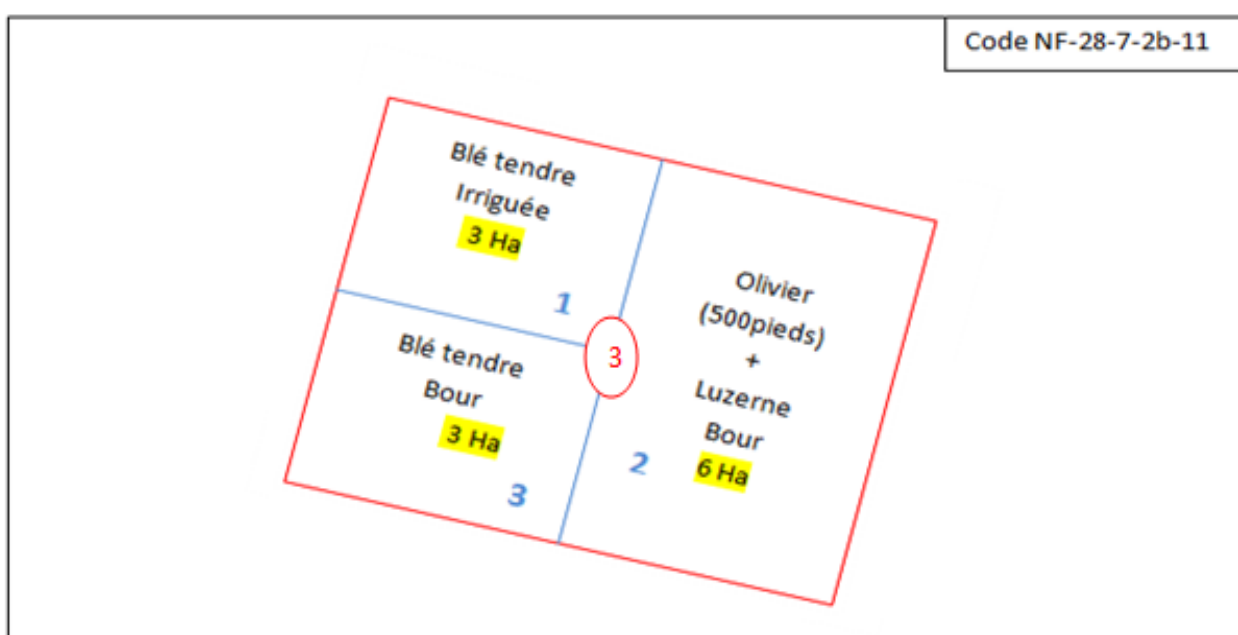 Code NF-28-7-2b-11
Blé tendre
Irriguée
3 Ha
1
Blé tendre
Bour
3 Ha
3
3
Olivier
(500pieds)
+
Luzerne
Bour
6 Ha
2